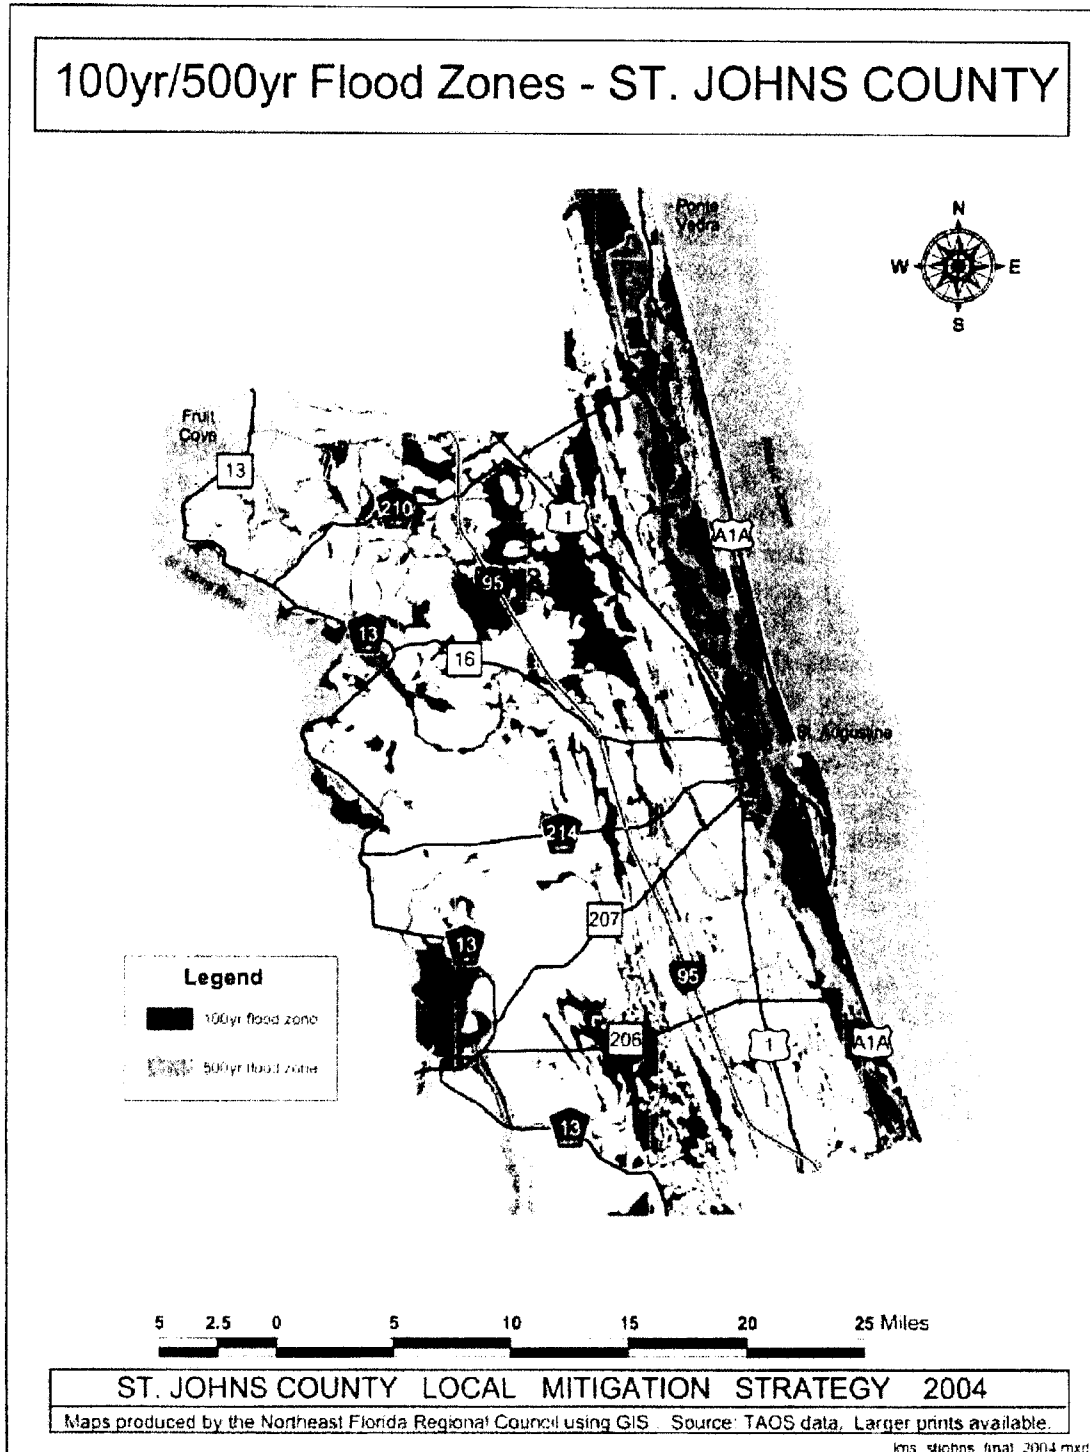 100yr/500yr Flood Zones - ST. JOHNS COUNTY
Ponte
Vedra
N
W E
S
Fruit
Cove
13
210
1
A1A
95
13
16
St. Augustine
214
207
13
95
206
1
A1A
13
Legend
100yr flood zone
500yr flood zone
5 2.5 0 5 10 15 20 25 Miles
ST. JOHNS COUNTY LOCAL MITIGATION STRATEGY 2004
Maps produced by the Northeast Florida Regional Council using GIS. Source: TAOS data. Larger prints available.
lms_stjohns_final_2004.mxd